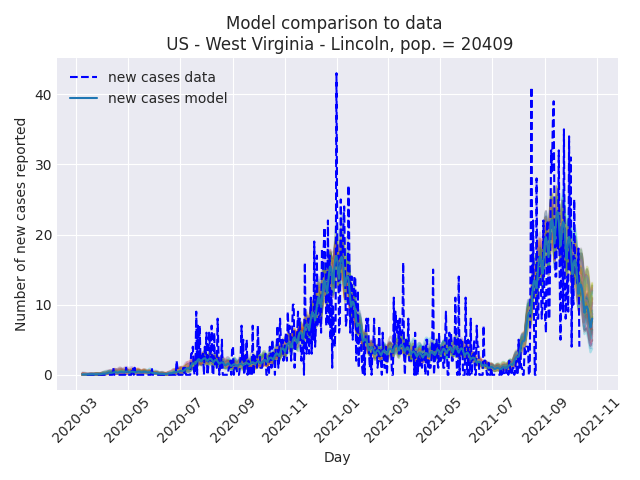 Model comparison to data
US - West Virginia - Lincoln, pop. = 20409
new cases data
new cases model
Number of new cases reported
40
30
20
10
0
2020-03
2020-05
2020-07
2020-09
2020-11
2021-01
2021-03
2021-05
2021-07
2021-09
2021-11
Day